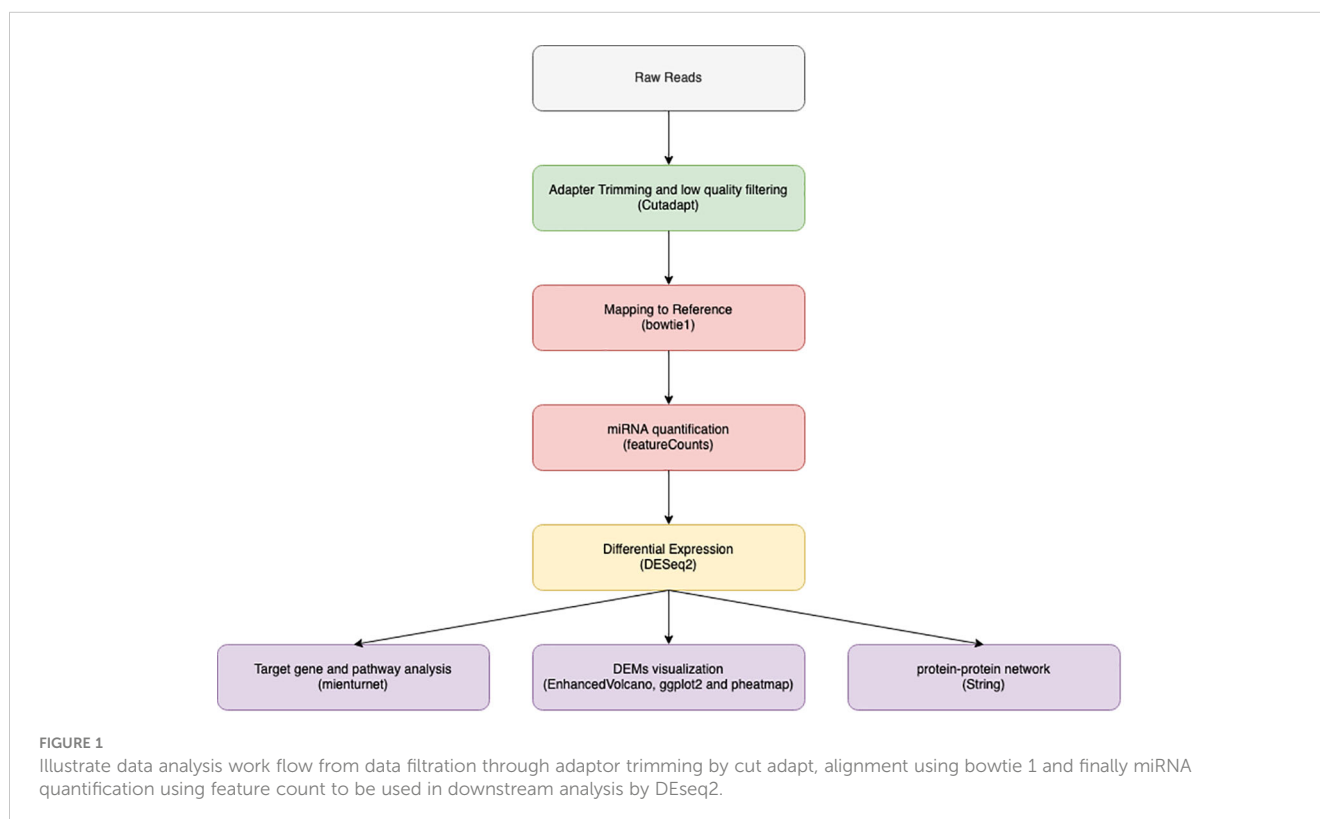 Raw Reads
Adapter Trimming and low quality filtering
(Cutadapt)
Mapping to Reference
(bowtie1)
miRNA quantification
(featureCounts)
Differential Expression
(DESeq2)
Target gene and pathway analysis
(mienturnet)
DEMs visualization
(EnhancedVolcano, ggplot2 and pheatmap)
protein-protein network
(String)
FIGURE 1
Illustrate data analysis work flow from data filtration through adaptor trimming by cut adapt, alignment using bowtie 1 and finally miRNA
quantification using feature count to be used in downstream analysis by DEseq2.